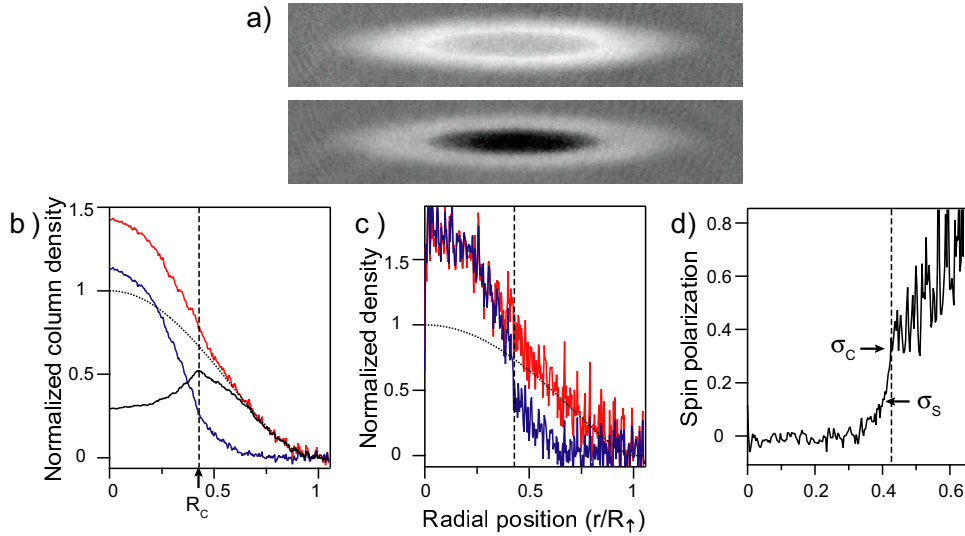 a)
b )
Normalized column density
1.5
1
0.5
0
0
1
R_C
c )
Normalized density
1.5
1
0.5
0
0
0.5
1
Radial position (r/R_↑)
d)
Spin polarization
0.8
0.6
0.4
0.2
0
0
0.2
0.4
0.6
σ_C
σ_S